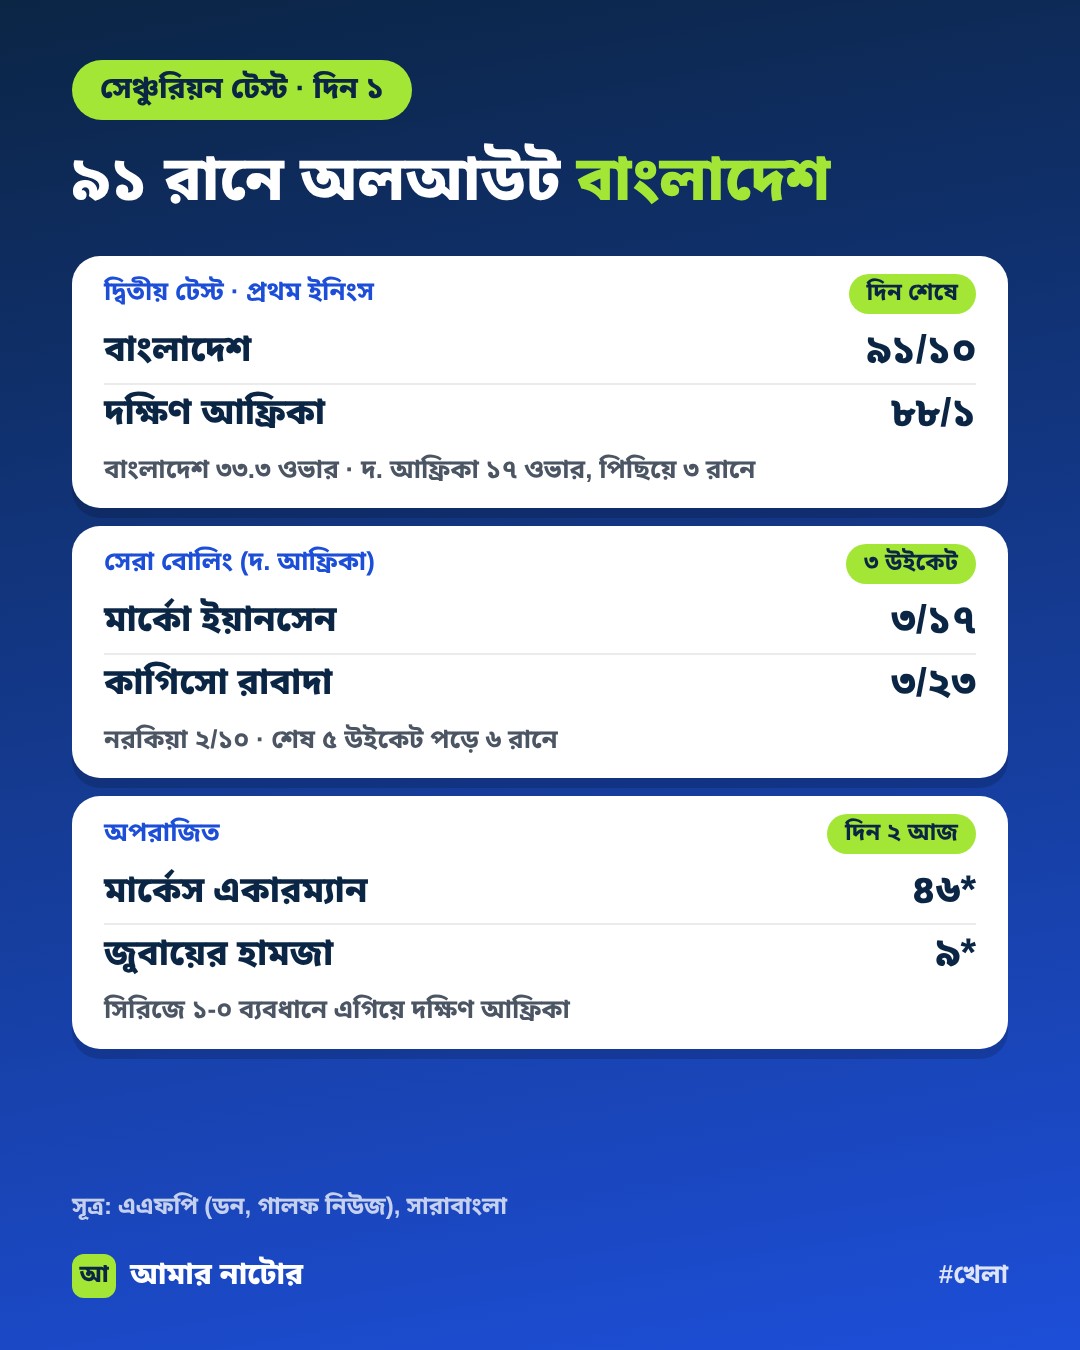 সেঞ্চুরিয়ন টেস্ট · দিন ১
৯১ রানে অলআউট বাংলাদেশ
দ্বিতীয় টেস্ট · প্রথম ইনিংস
দিন শেষে
বাংলাদেশ ৯১/১০
দক্ষিণ আফ্রিকা ৮৮/১
বাংলাদেশ ৩৩.৩ ওভার · দ. আফ্রিকা ১৭ ওভার, পিছিয়ে ৩ রানে
সেরা বোলিং (দ. আফ্রিকা)
৩ উইকেট
মার্কো ইয়ানসেন ৩/১৭
কাগিসো রাবাদা ৩/২৩
নরকিয়া ২/১০ · শেষ ৫ উইকেট পড়ে ৬ রানে
অপরাজিত
দিন ২ আজ
মার্কেস একারম্যান ৪৬*
জুবায়ের হামজা ৯*
সিরিজে ১-০ ব্যবধানে এগিয়ে দক্ষিণ আফ্রিকা
সূত্র: এএফপি (ডন, গালফ নিউজ), সারাবাংলা
আ আমার নাটোর
#খেলা